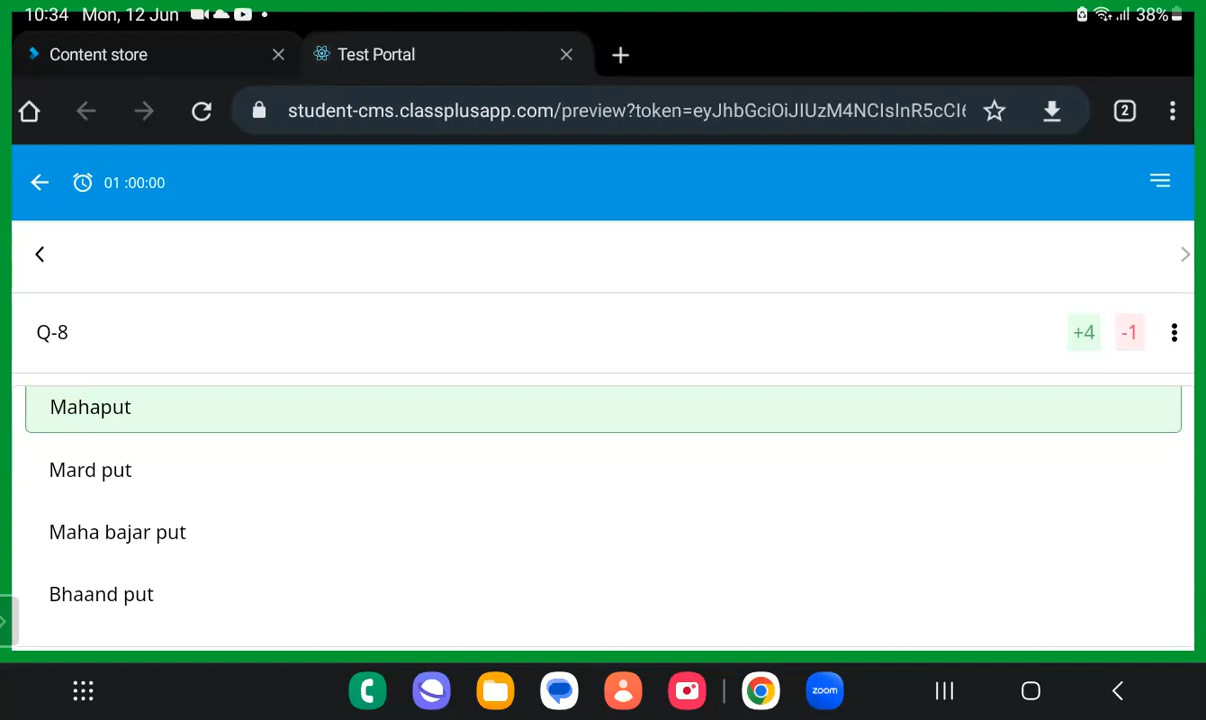 10:34 Mon, 12 Jun 38%
Content store Test Portal
student-cms.classplusapp.com/preview?token=eyJhbGciOiJIUzM4NCIsInR5cCI6
2
01 :00:00
Q-8 +4 -1
Mahaput
Mard put
Maha bajar put
Bhaand put
zoom